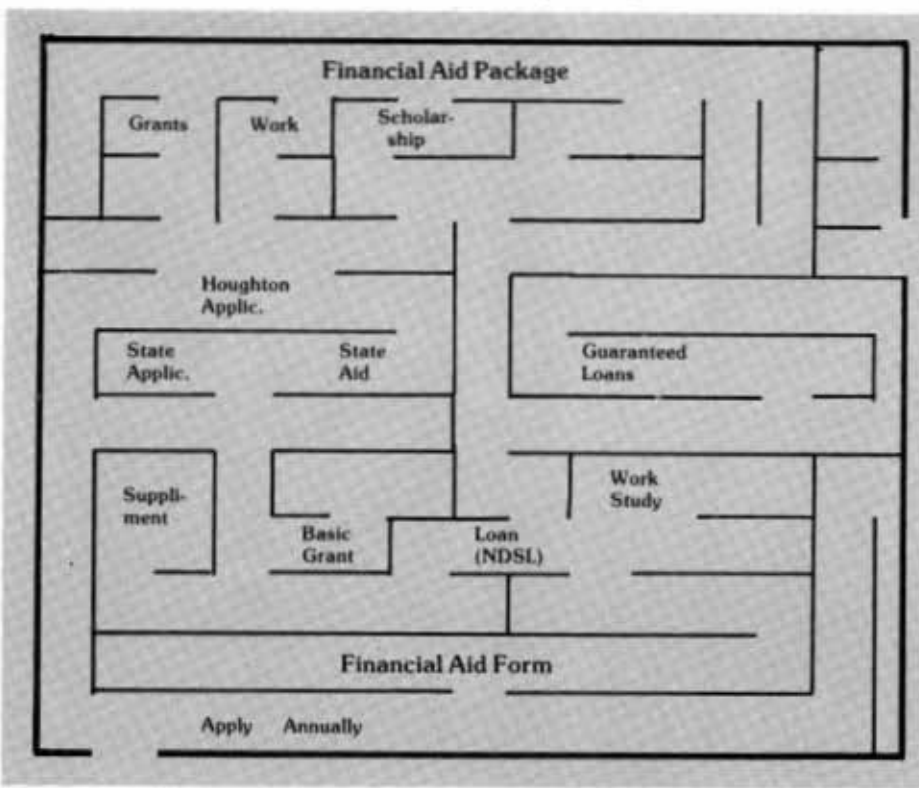 Financial Aid Package
Grants
Work
Scholar-
ship
Houghton
Applic.
State
Applic.
State
Aid
Guaranteed
Loans
Suppli-
ment
Basic
Grant
Loan
(NDSL)
Work
Study
Financial Aid Form
Apply Annually